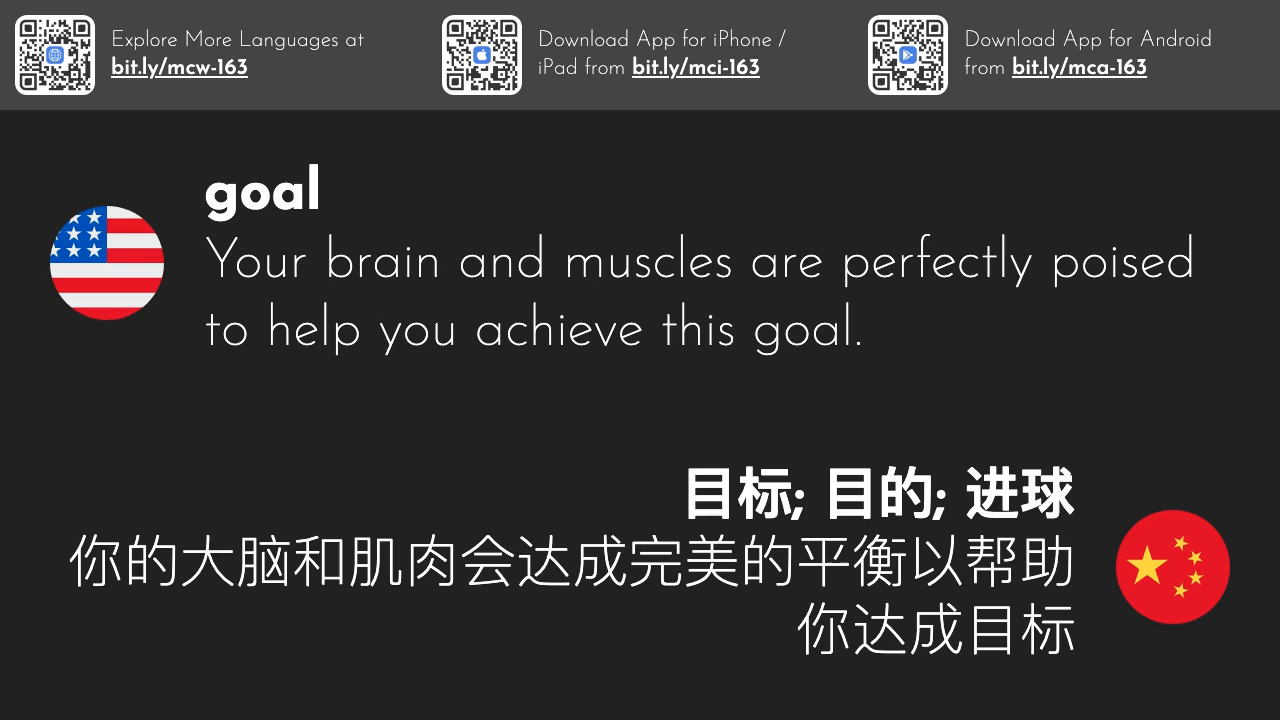 Explore More Languages at
bit.ly/mcw-163
Download App for iPhone /
iPad from bit.ly/mci-163
Download App for Android
from bit.ly/mca-163
goal
Your brain and muscles are perfectly poised
to help you achieve this goal.
目标; 目的; 进球
你的大脑和肌肉会达成完美的平衡以帮助
你达成目标